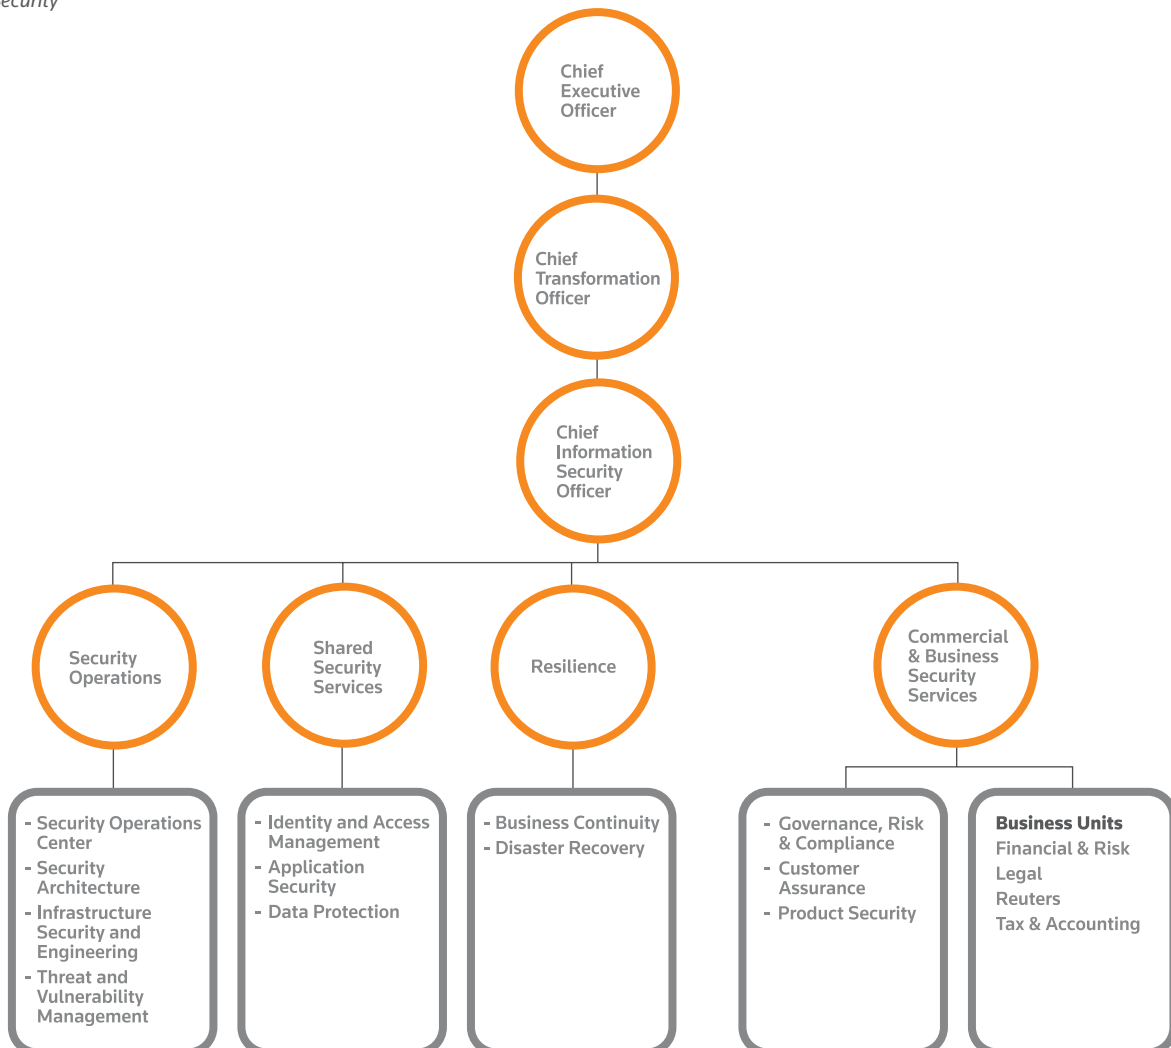 Security
Chief
Executive
Officer
Chief
Transformation
Officer
Chief
Information
Security
Officer
Security
Operations
Shared
Security
Services
Resilience
Commercial
& Business
Security
Services
- Security Operations
Center
- Security
Architecture
- Infrastructure
Security and
Engineering
- Threat and
Vulnerability
Management
- Identity and Access
Management
- Application
Security
- Data Protection
- Business Continuity
- Disaster Recovery
- Governance, Risk
& Compliance
- Customer
Assurance
- Product Security
Business Units
Financial & Risk
Legal
Reuters
Tax & Accounting